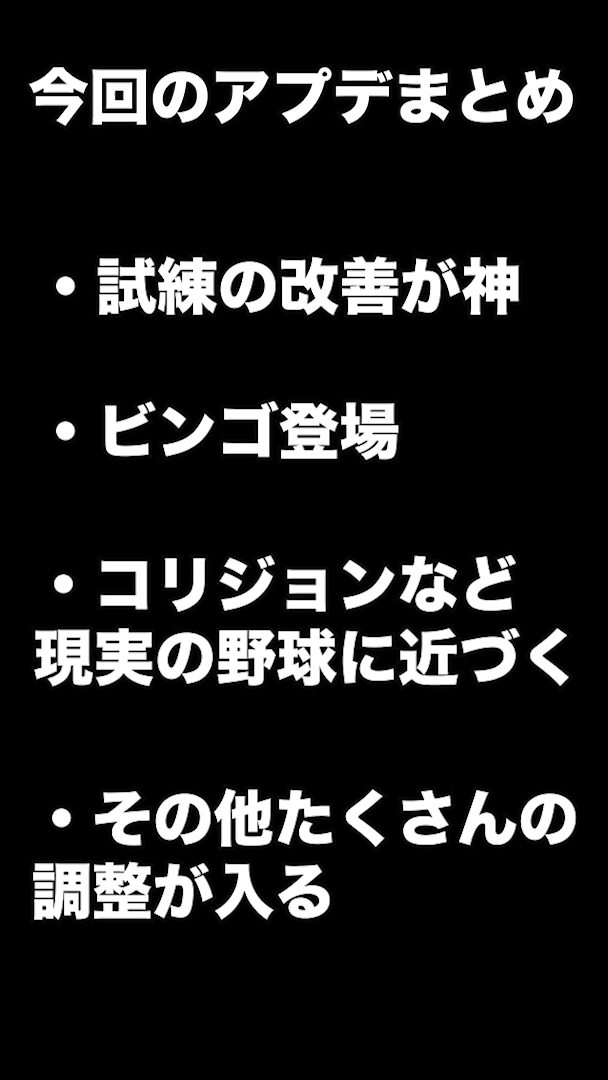 今回のアプデまとめ
・試練の改善が神
・ビンゴ登場
・コリジョンなど
現実の野球に近づく
・その他たくさんの
調整が入る